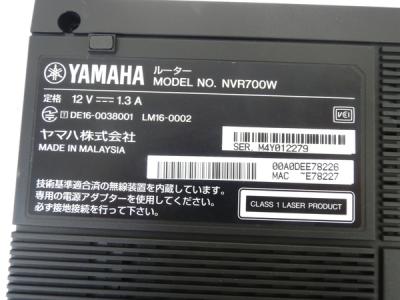 YAMAHA
ルーター
MODEL NO. NVR700W
定格 12 V 1.3 A
T DE16-0038001 LM16-0002
VCI
ヤマハ株式会社
MADE IN MALAYSIA
SER. M4Y012279
00A0DEE78226
MAC ~E78227
技術基準適合済の無線装置を内蔵しています。
専用の電源アダプターを使用してください。
必ず接地接続を行って下さい。
CLASS 1 LASER PRODUCT